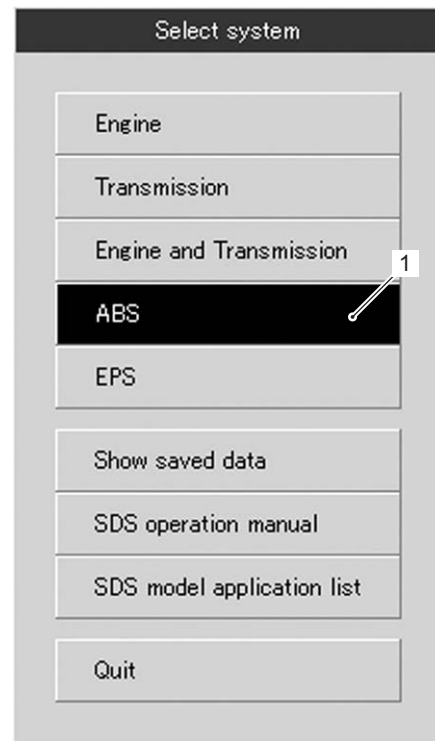 Select system
Engine
Transmission
Engine and Transmission
1
ABS
EPS
Show saved data
SDS operation manual
SDS model application list
Quit